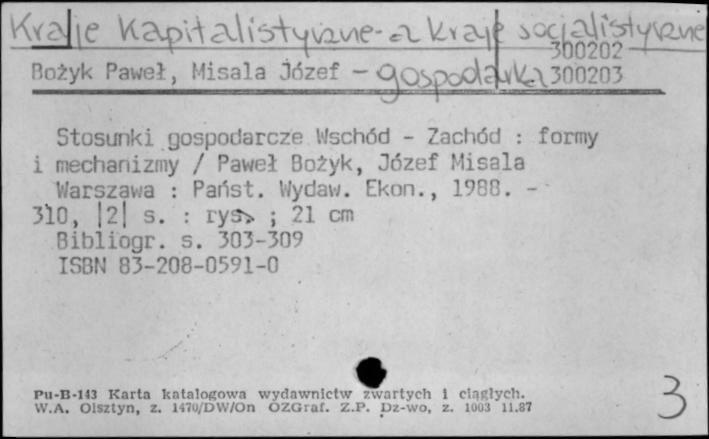 Kraje Kapitalistyczne - a kraje socjalistyczne
300202
Bożyk Paweł, Misala Józef - gospodarka 300203
Stosunki gospodarcze Wschód - Zachód : formy
i mechanizmy / Paweł Bożyk, Józef Misala
Warszawa : Państ. Wydaw. Ekon., 1988. -
310, |2| s. : rys. ; 21 cm
Bibliogr. s. 303-309
ISBN 83-208-0591-0
Pu-B-143 Karta katalogowa wydawnictw zwartych i ciągłych.
W.A. Olsztyn, z. 1470/DW/On OZGraf. Z.P. Dz-wo, z. 1003 11.87
3